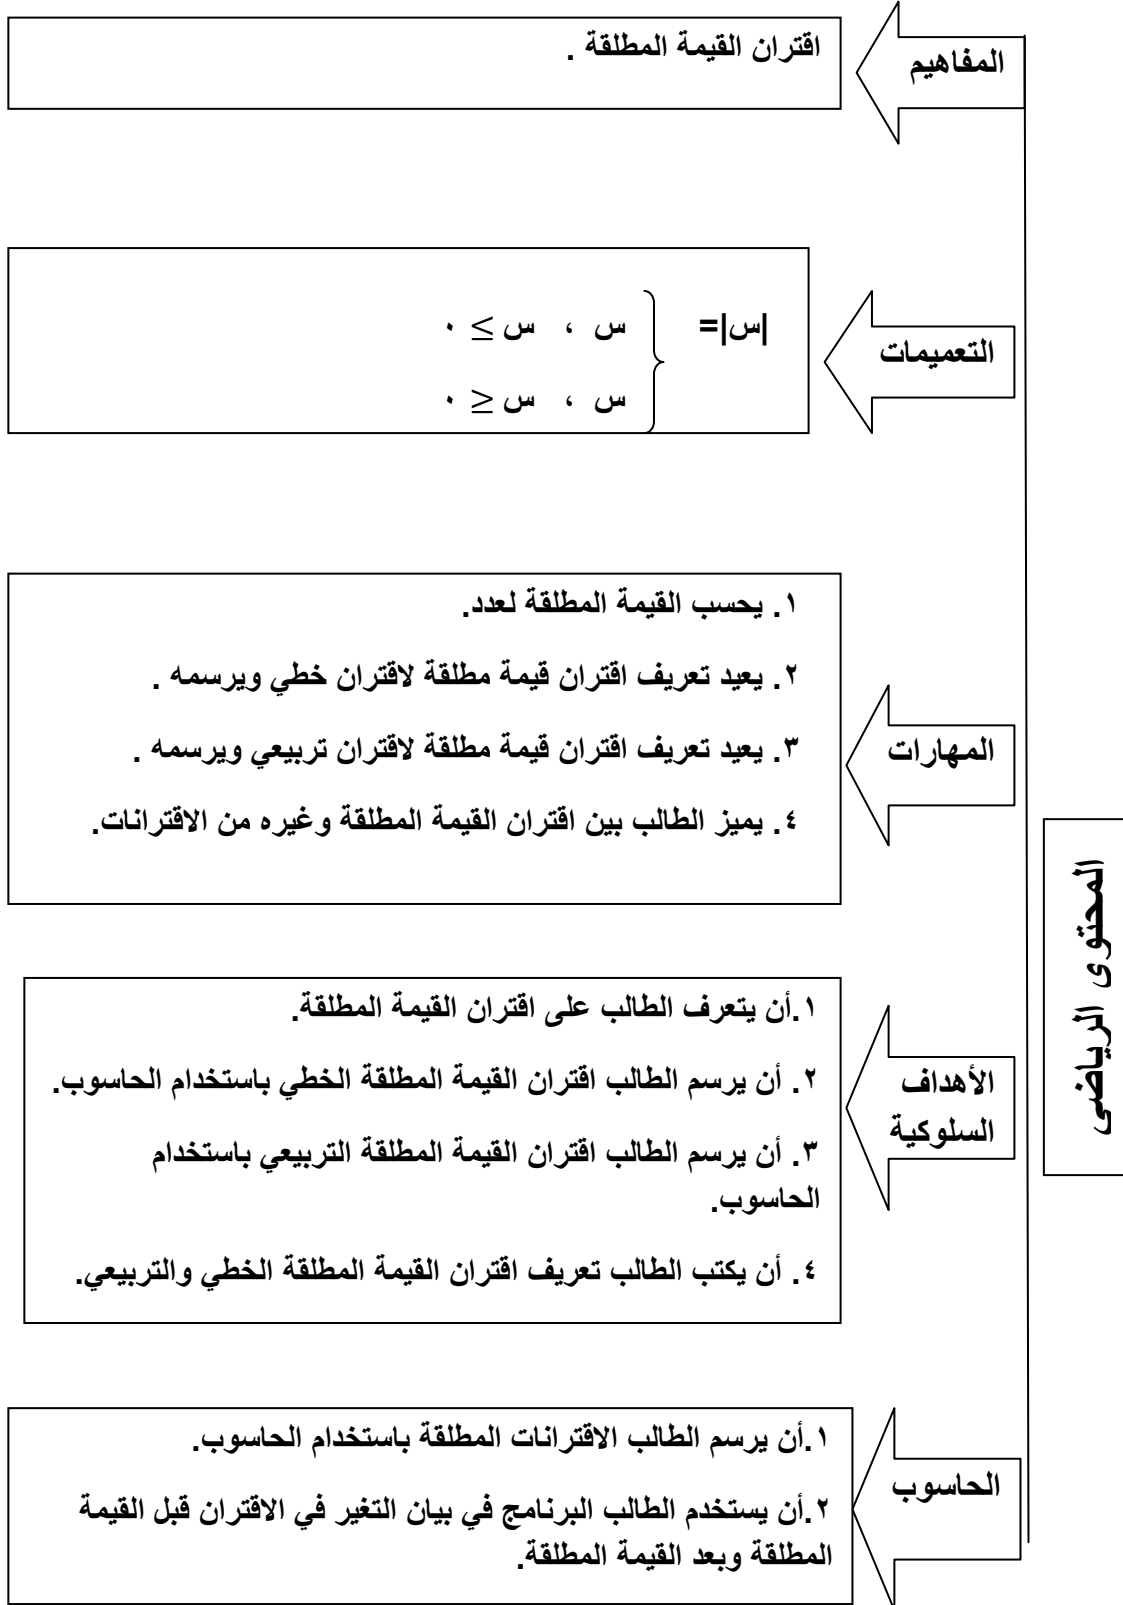 المفاهيم
اقتران القيمة المطلقة .
التعميمات
|س|=
س ، س ≥ ٠
س ، س ≤ ٠
المهارات
١. يحسب القيمة المطلقة لعدد.
٢. يعيد تعريف اقتران قيمة مطلقة لاقتران خطي ويرسمه .
٣. يعيد تعريف اقتران قيمة مطلقة لاقتران تربيعي ويرسمه .
٤. يميز الطالب بين اقتران القيمة المطلقة وغيره من الاقترانات.
المحتوى الرياضى
الأهداف
السلوكية
١.أن يتعرف الطالب على اقتران القيمة المطلقة.
٢. أن يرسم الطالب اقتران القيمة المطلقة الخطي باستخدام الحاسوب.
٣. أن يرسم الطالب اقتران القيمة المطلقة التربيعي باستخدام
الحاسوب.
٤. أن يكتب الطالب تعريف اقتران القيمة المطلقة الخطي والتربيعي.
الحاسوب
١.أن يرسم الطالب الاقترانات المطلقة باستخدام الحاسوب.
٢.أن يستخدم الطالب البرنامج في بيان التغير في الاقتران قبل القيمة
المطلقة وبعد القيمة المطلقة.